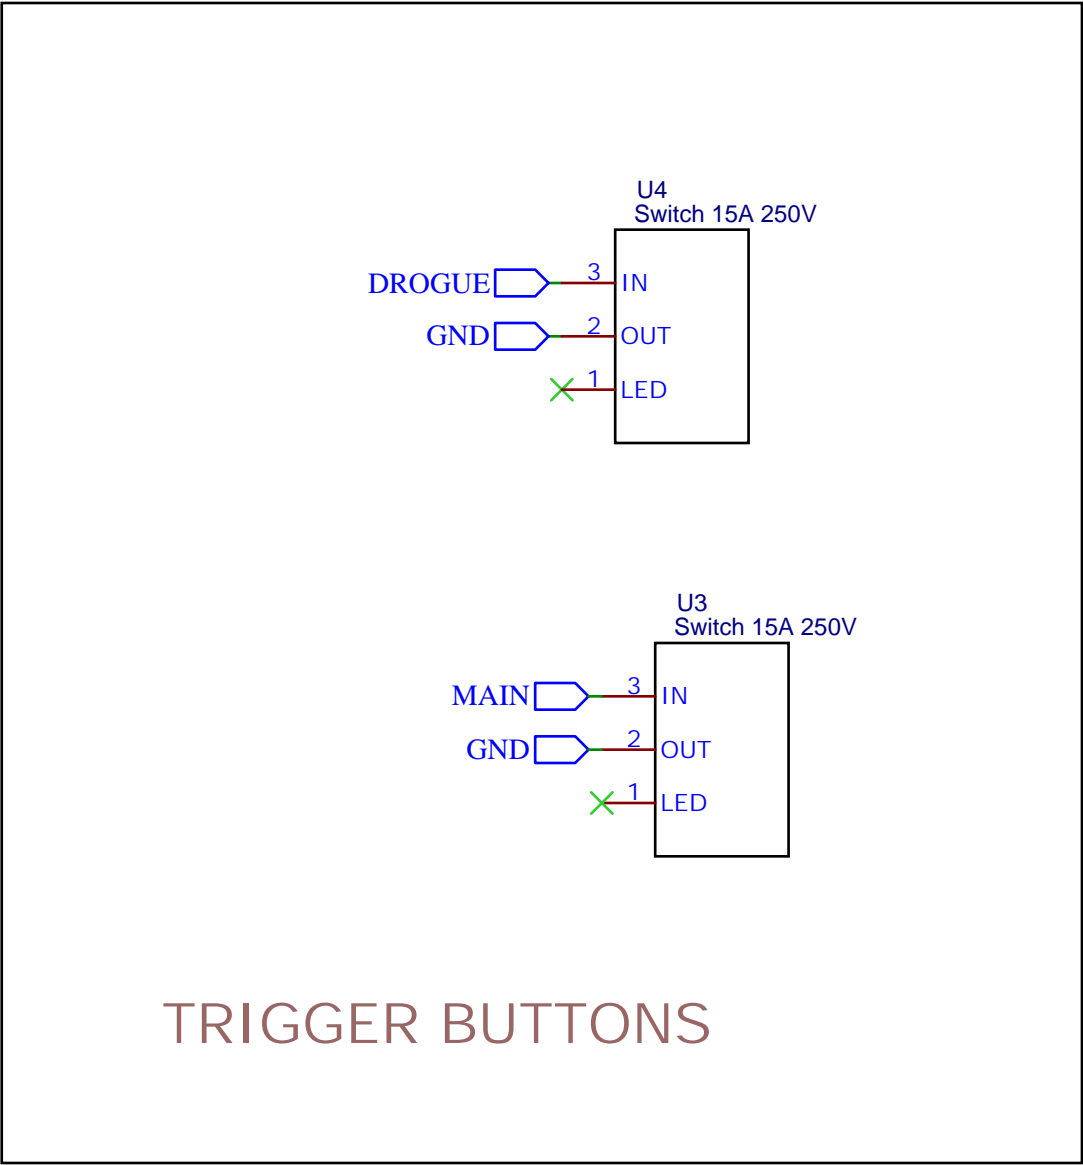 U4
Switch 15A 250V
DROGUE 3 IN
GND 2 OUT
1 LED
U3
Switch 15A 250V
MAIN 3 IN
GND 2 OUT
1 LED
TRIGGER BUTTONS